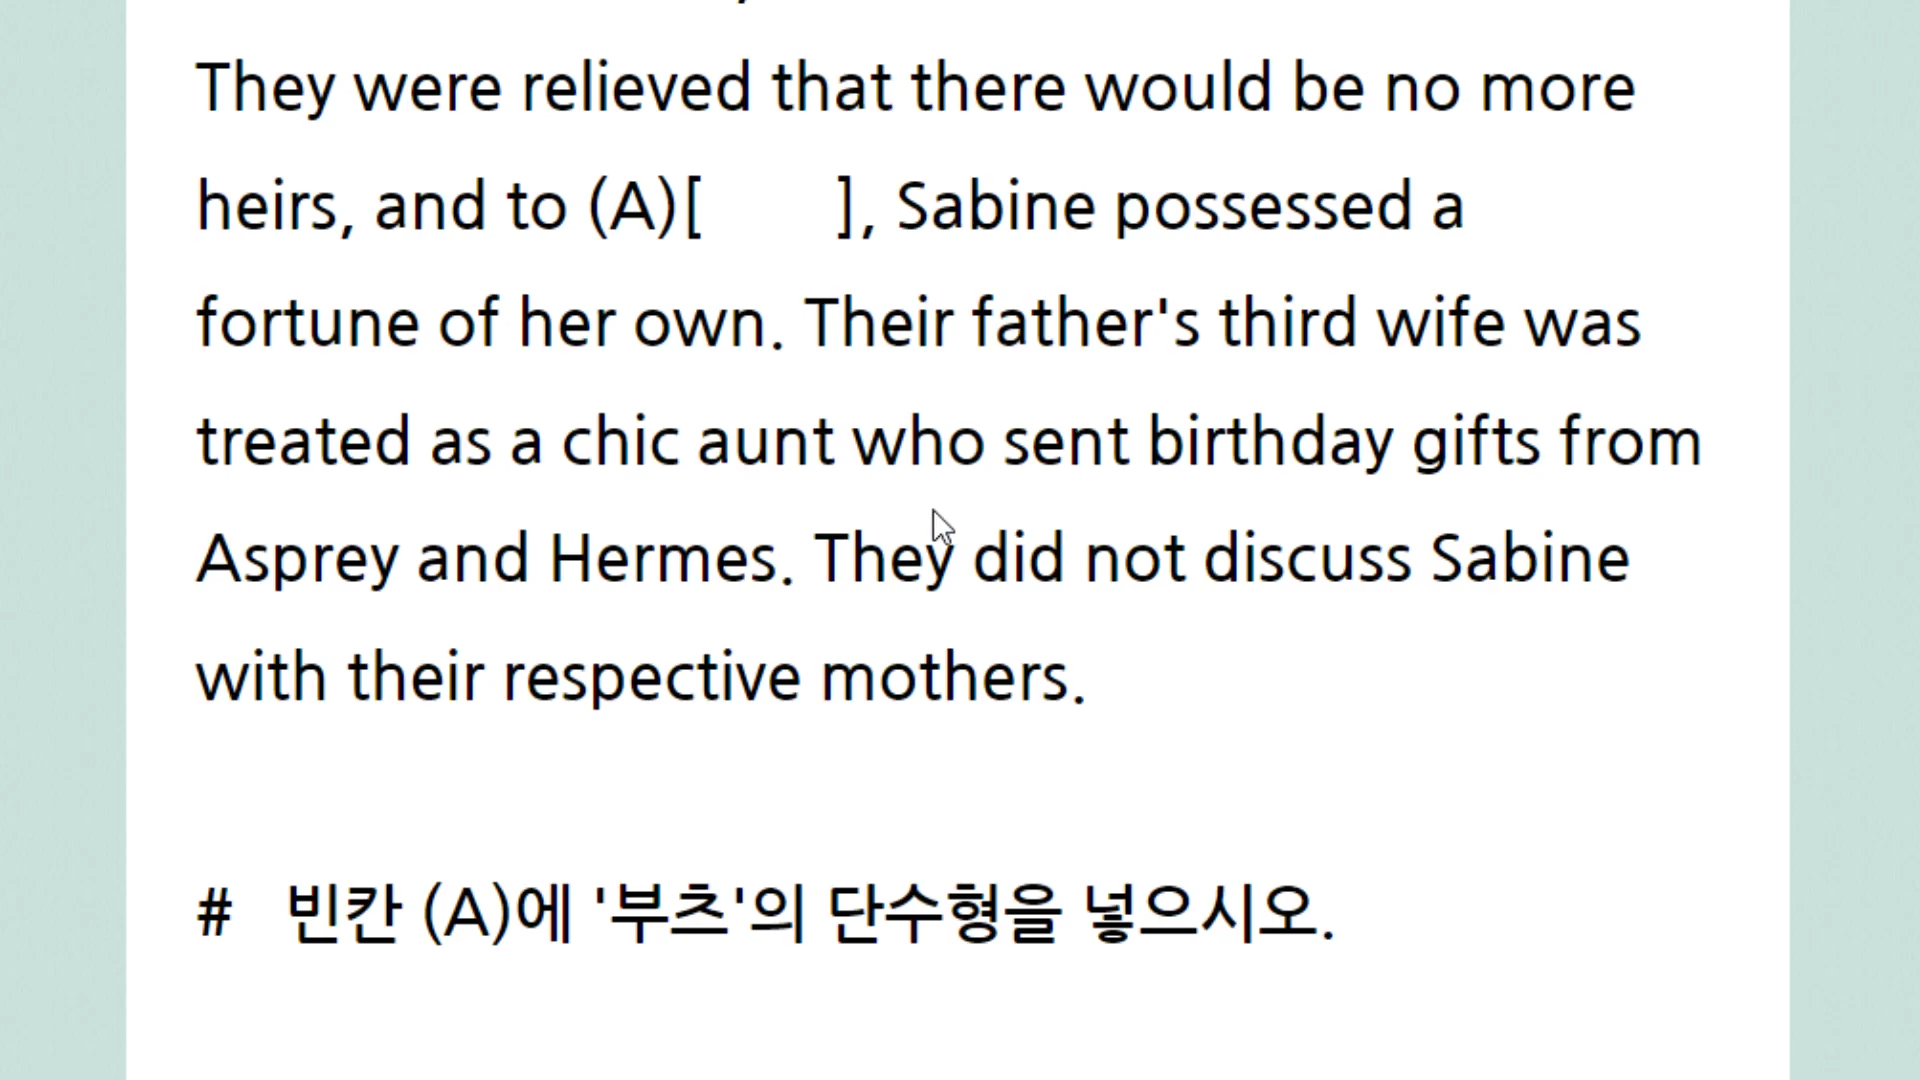 They were relieved that there would be no more
heirs, and to (A)[ ], Sabine possessed a
fortune of her own. Their father's third wife was
treated as a chic aunt who sent birthday gifts from
Asprey and Hermes. They did not discuss Sabine
with their respective mothers.
# 빈칸 (A)에 '부츠'의 단수형을 넣으시오.